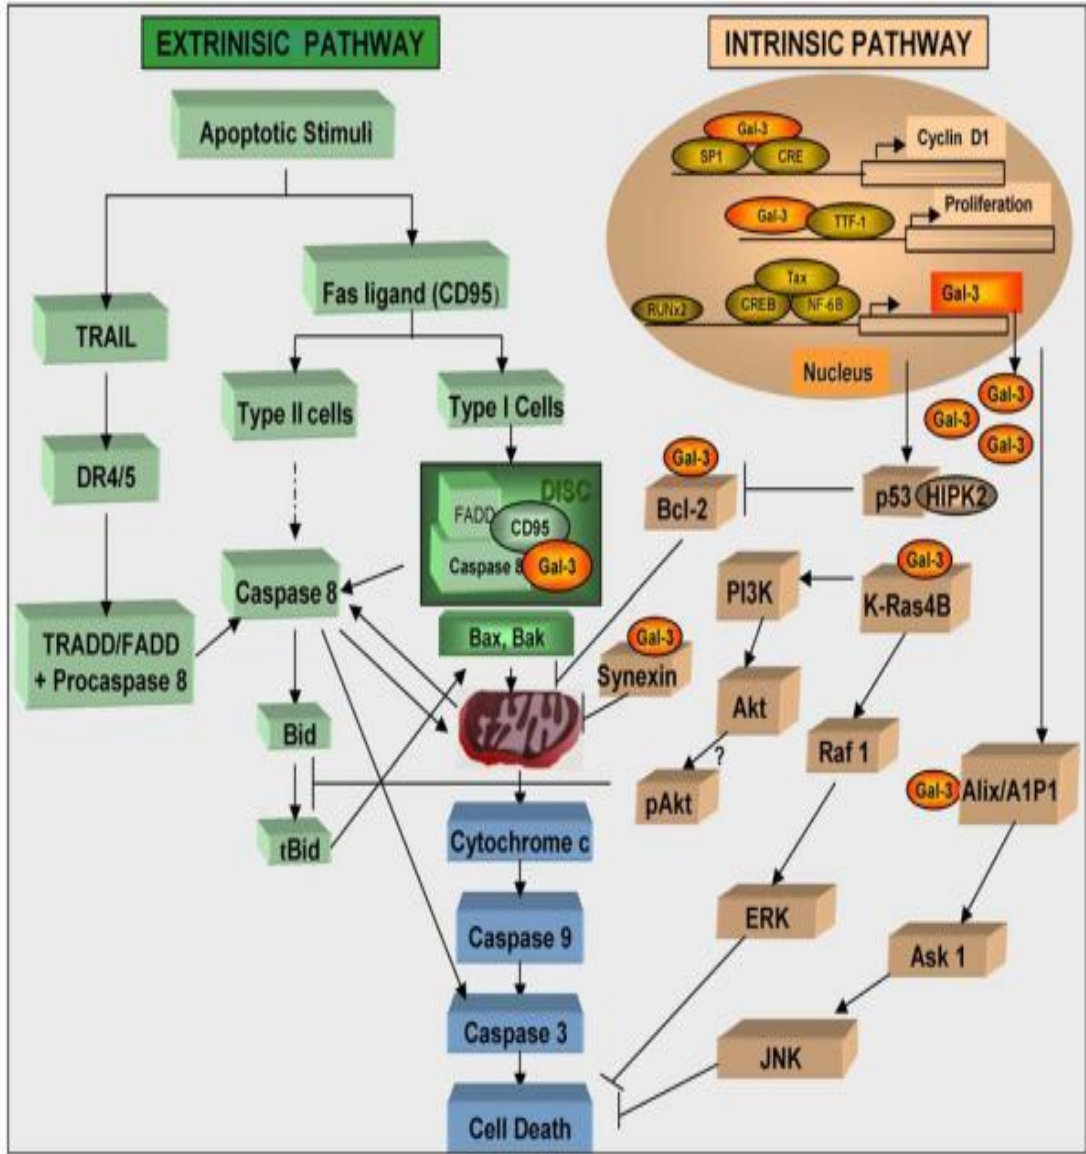 EXTRINISIC PATHWAY
INTRINSIC PATHWAY
Apoptotic Stimuli
Gal-3
SP1
CRE
Cyclin D1
Gal-3
TTF-1
Proliferation
Fas ligand (CD95)
Tax
RUNx2
CREB
NF-6B
Gal-3
TRAIL
Nucleus
Type II cells
Type I Cells
Gal-3
Gal-3
Gal-3
DR4/5
DISC
FADD
CD95
Caspase 8
Gal-3
Gal-3
Bcl-2
p53
HIPK2
Caspase 8
PI3K
Gal-3
K-Ras4B
TRADD/FADD
+ Procaspase 8
Bax, Bak
Gal-3
Synexin
Akt
Bid
?
Raf 1
pAkt
Gal-3
Alix/A1P1
tBid
Cytochrome c
Caspase 9
ERK
Ask 1
Caspase 3
JNK
Cell Death